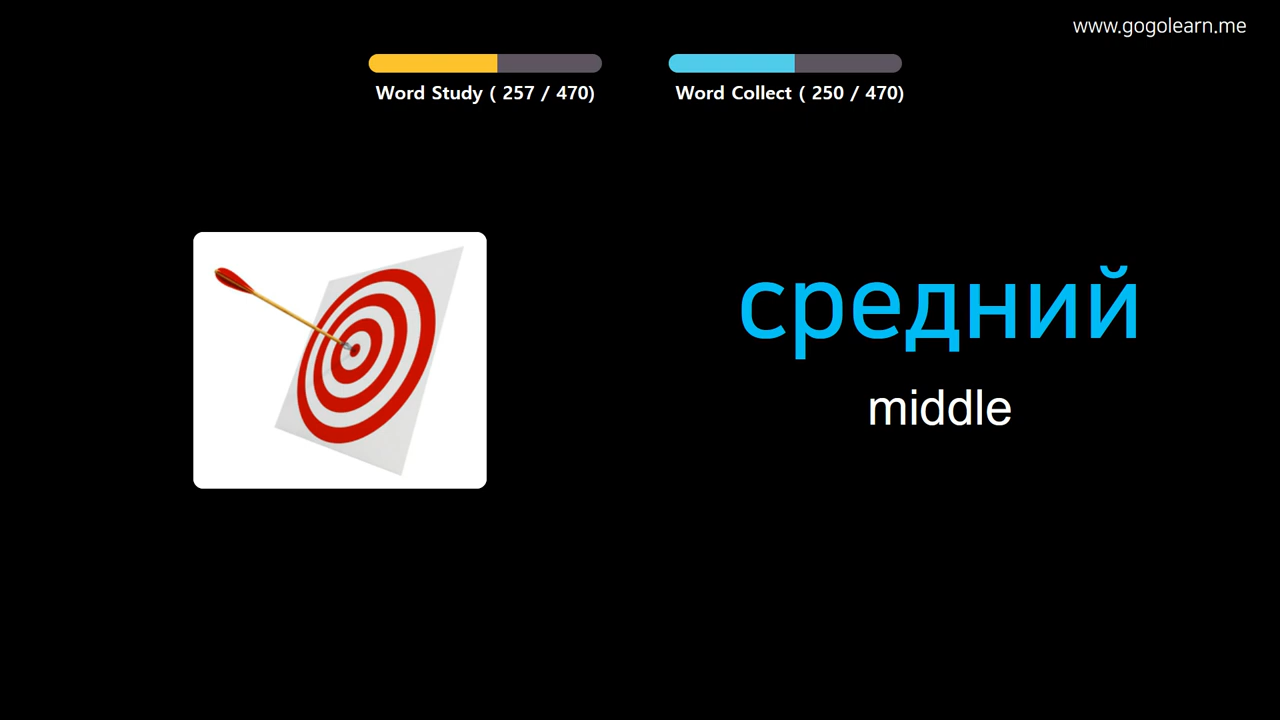 www.gogolearn.me
Word Study ( 257 / 470)
Word Collect ( 250 / 470)
средний
middle